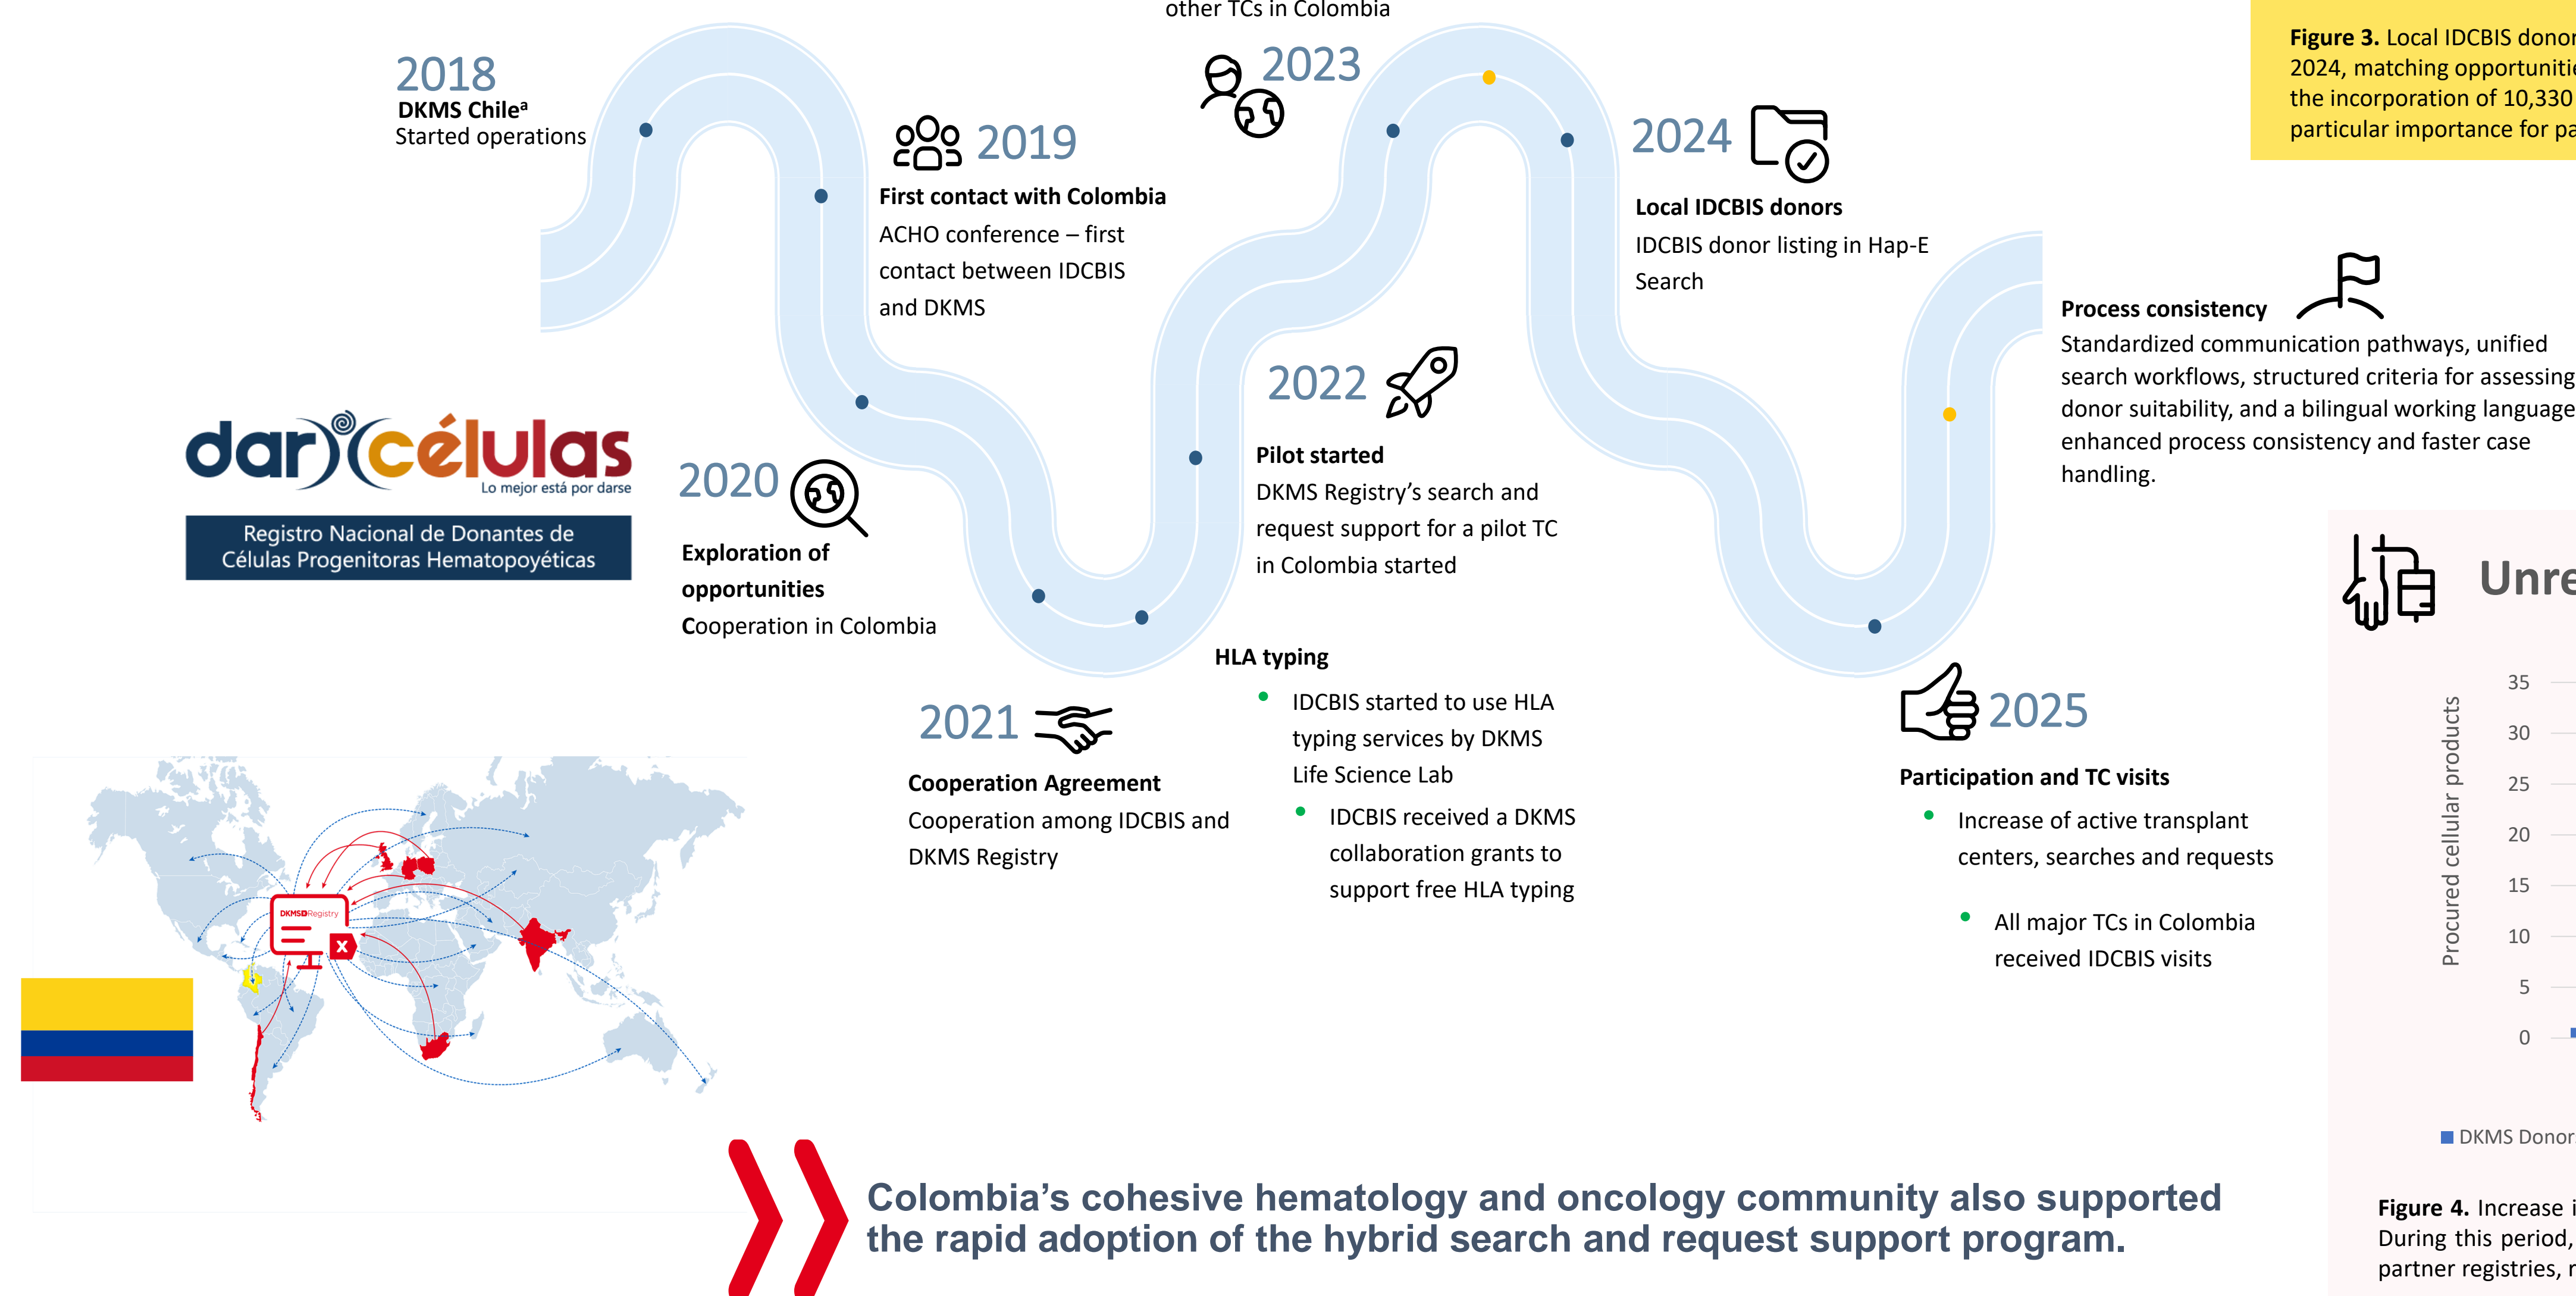 other TCs in Colombia
2018
DKMS Chileᵃ
Started operations
2019
First contact with Colombia
ACHO conference – first
contact between IDCBIS
and DKMS
2020
Exploration of
opportunities
Cooperation in Colombia
2021
Cooperation Agreement
Cooperation among IDCBIS and
DKMS Registry
HLA typing
• IDCBIS started to use HLA
typing services by DKMS
Life Science Lab
• IDCBIS received a DKMS
collaboration grants to
support free HLA typing
2022
Pilot started
DKMS Registry’s search and
request support for a pilot TC
in Colombia started
2023
2024
Local IDCBIS donors
IDCBIS donor listing in Hap-E
Search
2025
Participation and TC visits
• Increase of active transplant
centers, searches and requests
• All major TCs in Colombia
received IDCBIS visits
Process consistency
Standardized communication pathways, unified
search workflows, structured criteria for assessing
donor suitability, and a bilingual working language
enhanced process consistency and faster case
handling.
dar células
Lo mejor está por darse
Registro Nacional de Donantes de
Células Progenitoras Hematopoyéticas
DKMS Registry
X
Colombia’s cohesive hematology and oncology community also supported
the rapid adoption of the hybrid search and request support program.
Figure 3. Local IDCBIS donor
2024, matching opportunitie
the incorporation of 10,330
particular importance for pa
Unre
Procured cellular products
35
30
25
20
15
10
5
0
DKMS Donor
Figure 4. Increase i
During this period,
partner registries, r